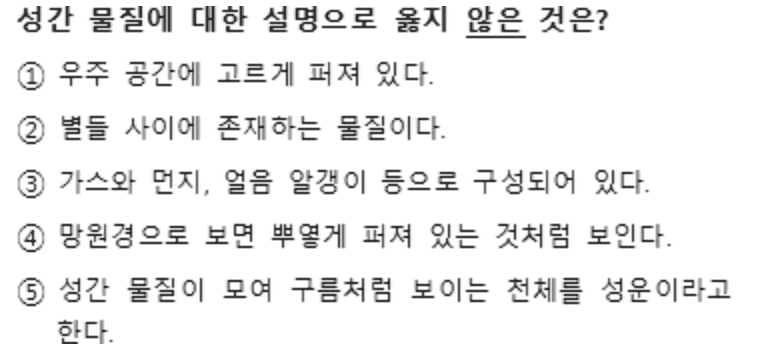 성간 물질에 대한 설명으로 옳지 않은 것은?
① 우주 공간에 고르게 퍼져 있다.
② 별들 사이에 존재하는 물질이다.
③ 가스와 먼지, 얼음 알갱이 등으로 구성되어 있다.
④ 망원경으로 보면 뿌옇게 퍼져 있는 것처럼 보인다.
⑤ 성간 물질이 모여 구름처럼 보이는 천체를 성운이라고
한다.